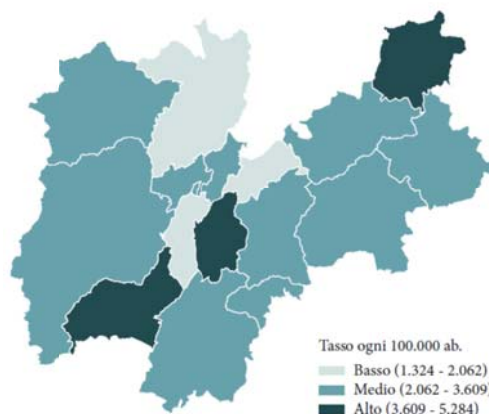 Tasso ogni 100.000 ab.
Basso (1.324 - 2.062)
Medio (2.062 - 3.609)
Alto (3.609 - 5.284)